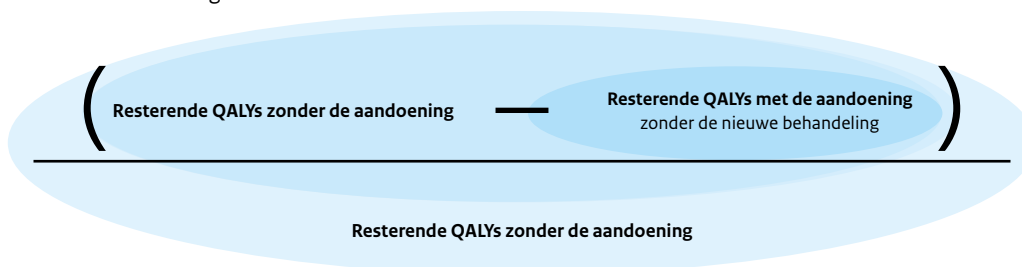 ( Resterende QALYs zonder de aandoening — Resterende QALYs met de aandoening )
zonder de nieuwe behandeling
Resterende QALYs zonder de aandoening